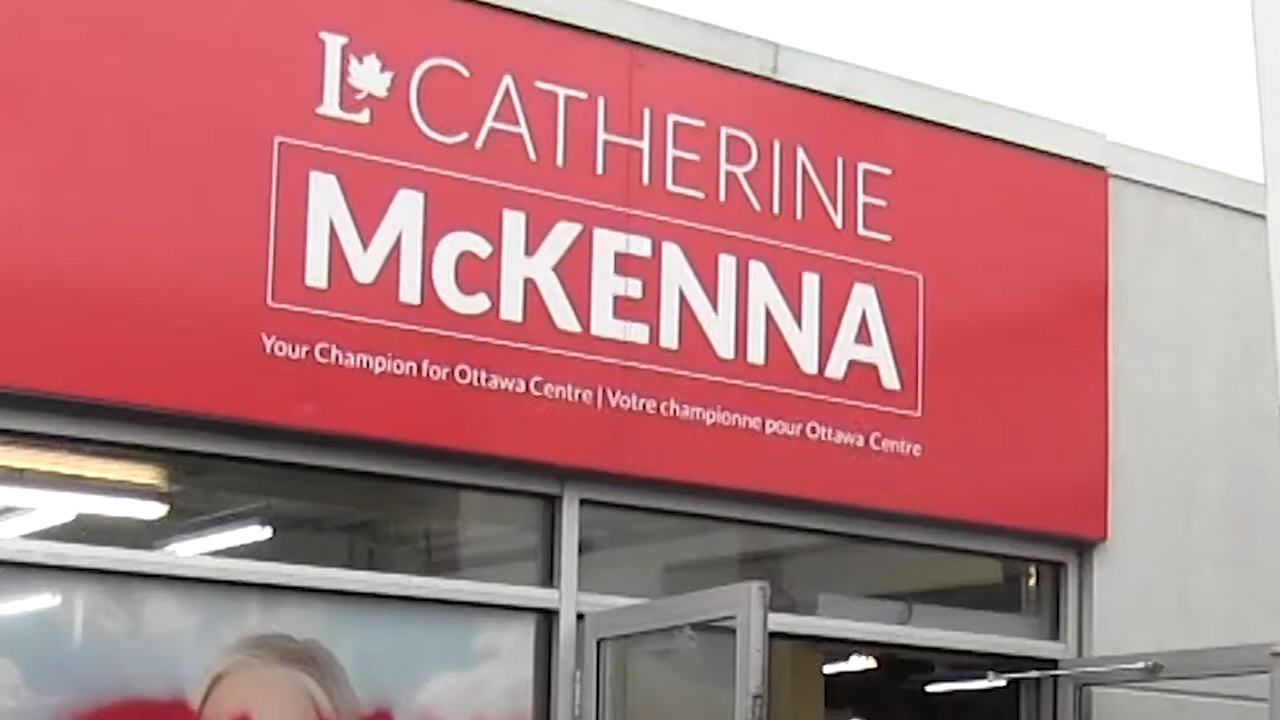 L CATHERINE
McKENNA
Your Champion for Ottawa Centre | Votre championne pour Ottawa Centre